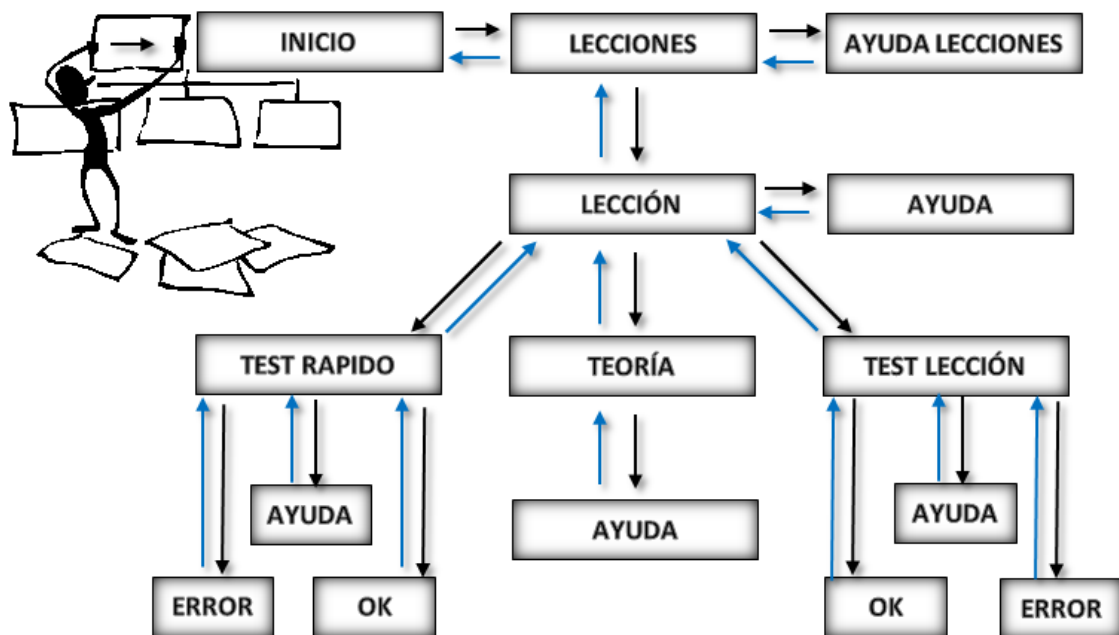 INICIO
LECCIONES
AYUDA LECCIONES
LECCIÓN
AYUDA
TEST RAPIDO
TEORÍA
TEST LECCIÓN
AYUDA
AYUDA
AYUDA
ERROR
OK
OK
ERROR